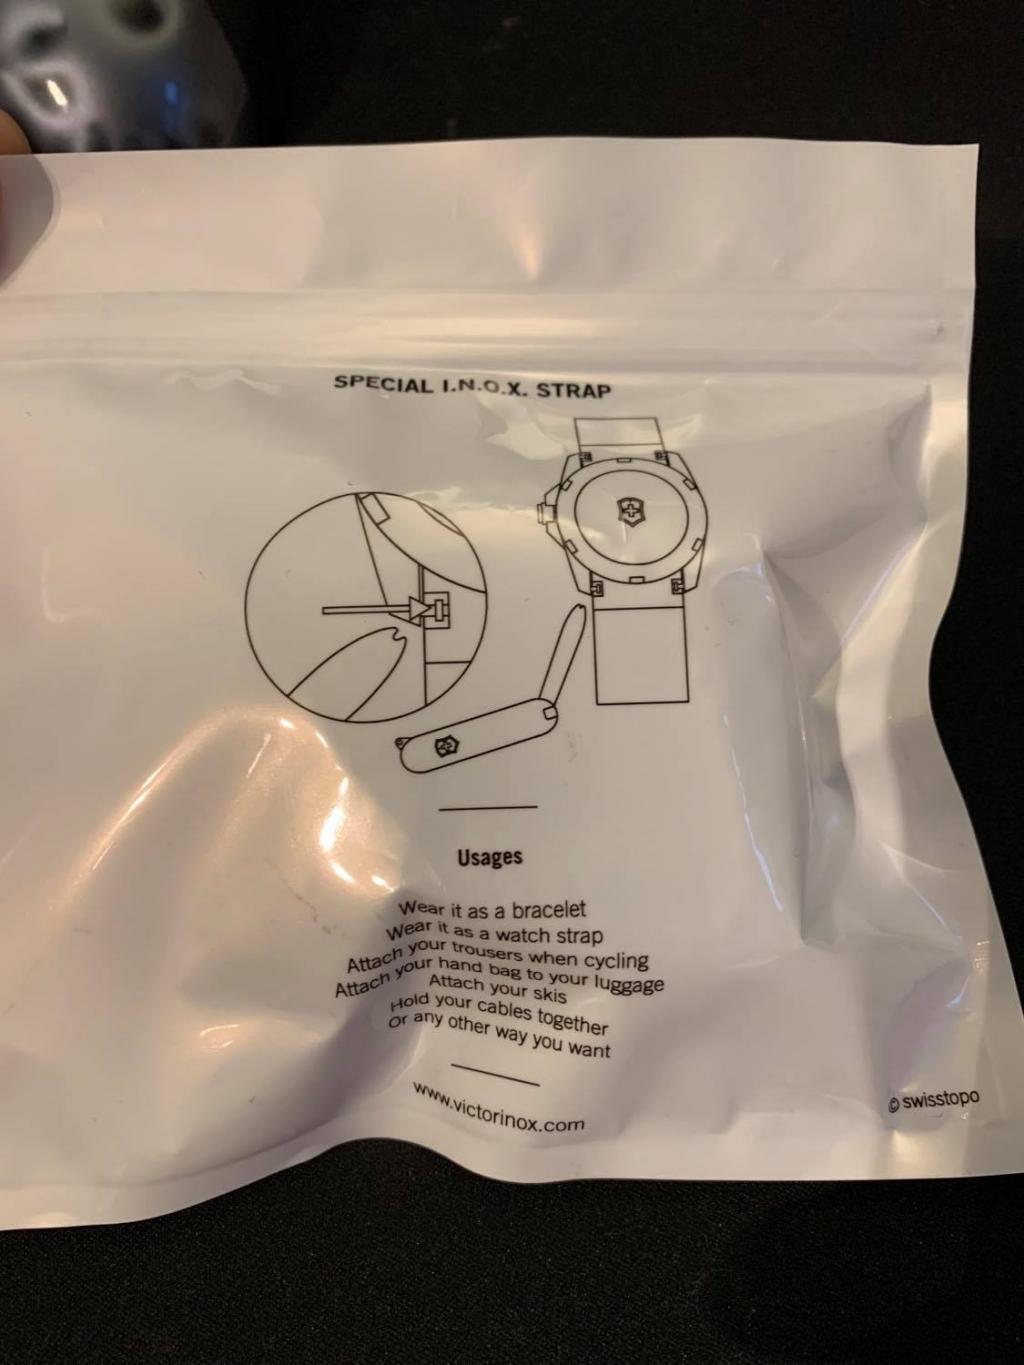 SPECIAL I.N.O.X. STRAP
Usages
Wear it as a bracelet
Wear it as a watch strap
Attach your trousers when cycling
Attach your hand bag to your luggage
Attach your skis
Hold your cables together
Or any other way you want
www.victorinox.com
© swisstopo